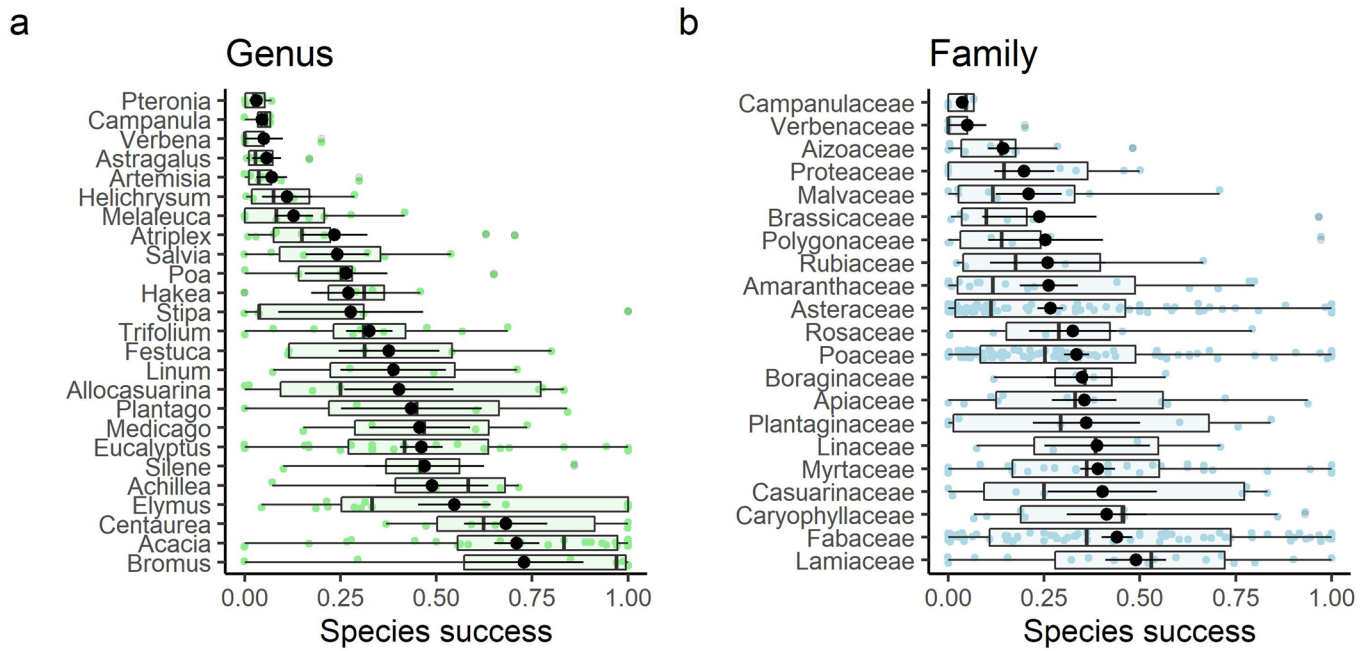 a
Genus
Pteronia
Campanula
Verbena
Astragalus
Artemisia
Helichrysum
Melaleuca
Atriplex
Salvia
Poa
Hakea
Stipa
Trifolium
Festuca
Linum
Allocasuarina
Plantago
Medicago
Eucalyptus
Silene
Achillea
Elymus
Centaurea
Acacia
Bromus
0.00 0.25 0.50 0.75 1.00
Species success
b
Family
Campanulaceae
Verbenaceae
Aizoaceae
Proteaceae
Malvaceae
Brassicaceae
Polygonaceae
Rubiaceae
Amaranthaceae
Asteraceae
Rosaceae
Poaceae
Boraginaceae
Apiaceae
Plantaginaceae
Linaceae
Myrtaceae
Casuarinaceae
Caryophyllaceae
Fabaceae
Lamiaceae
0.00 0.25 0.50 0.75 1.00
Species success